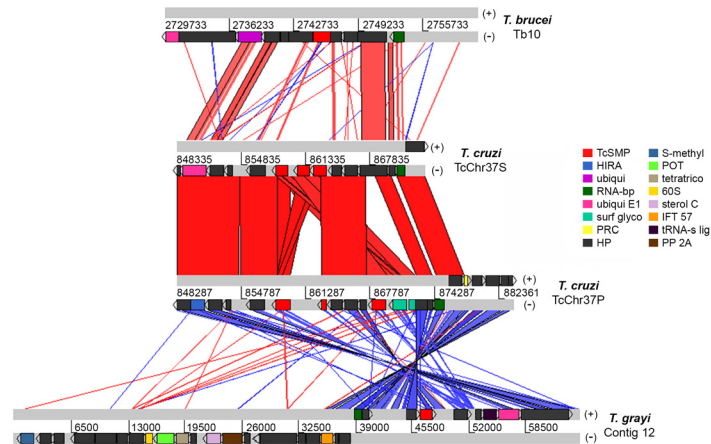 (+)
T. brucei
2729733 2736233 2742733 2749233 2755733
(-) Tb10
(+)
T. cruzi
848335 854835 861335 867835
TcChr37S
(-)
TcSMP S-methyl
HIRA POT
ubiqui tetratrico
RNA-bp 60S
ubiqui E1 sterol C
surf glyco IFT 57
PRC tRNA-s lig
HP PP 2A
(+)
T. cruzi
848287 854787 861287 867787 874287 882361
TcChr37P
(-)
(+)
T. grayi
6500 13000 19500 26000 32500 39000 45500 52000 58500
(-) Contig 12